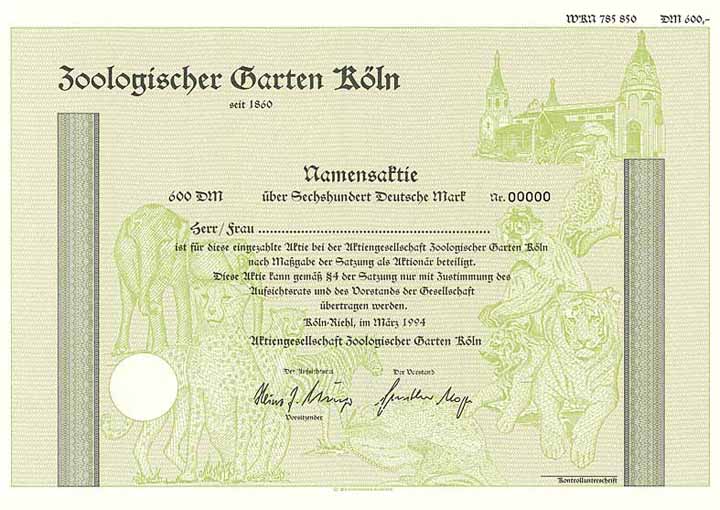 WKN 785 850 DM 600,-
Zoologischer Garten Köln
seit 1860
Namensaktie
600 DM über Sechshundert Deutsche Mark Nr. 00000
Herr/Frau
ist für diese eingezahlte Aktie bei der Aktiengesellschaft Zoologischer Garten Köln
nach Maßgabe der Satzung als Aktionär beteiligt.
Diese Aktie kann gemäß §4 der Satzung nur mit Zustimmung des
Aufsichtsrats und des Vorstands der Gesellschaft
übertragen werden.
Köln-Riehl, im März 1994
Aktiengesellschaft Zoologischer Garten Köln
Der Aufsichtsrat Der Vorstand
Vorsitzender
Kontrollunterschrift